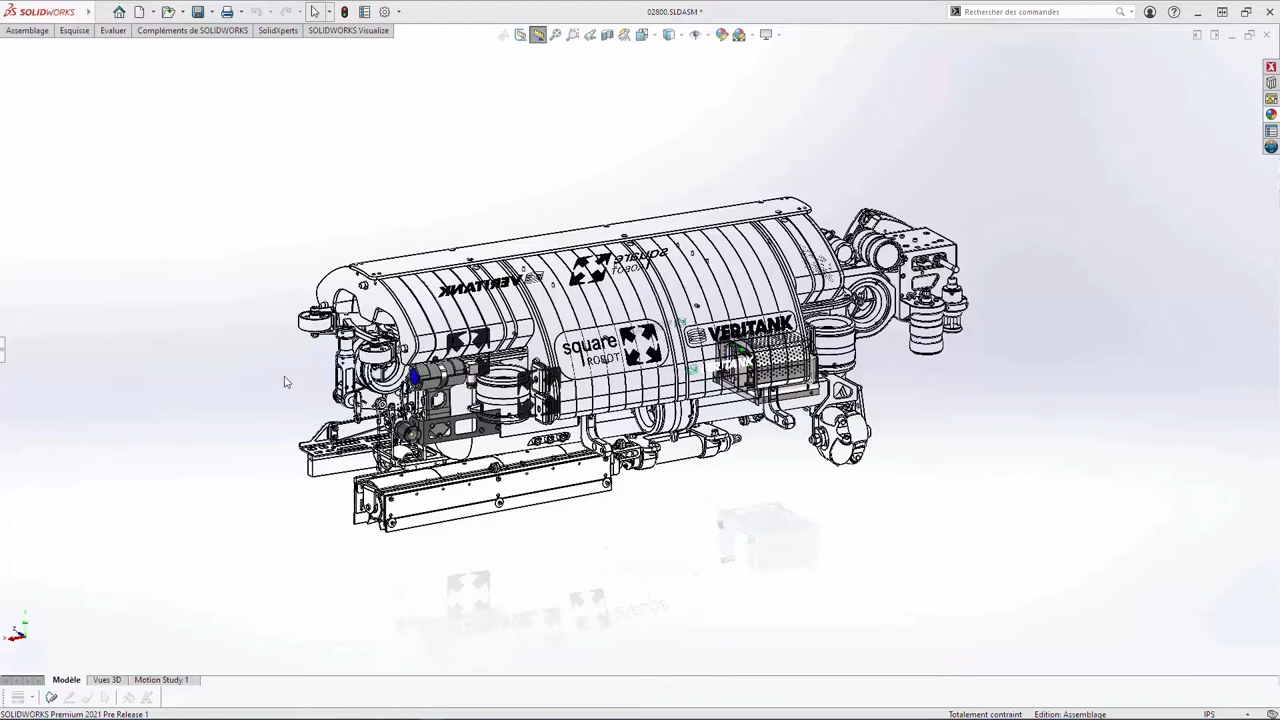 SOLIDWORKS
02800.SLDASM *
Rechercher des commandes
Assemblage
Esquisse
Evaluer
Compléments de SOLIDWORKS
SolidXperts
SOLIDWORKS Visualize
square
ROBOT
VERITANK
square
ROBOT
VERITANK
Modèle
Vues 3D
Motion Study 1
SOLIDWORKS Premium 2021 Pre Release 1
Totalement contraint
Edition: Assemblage
IPS